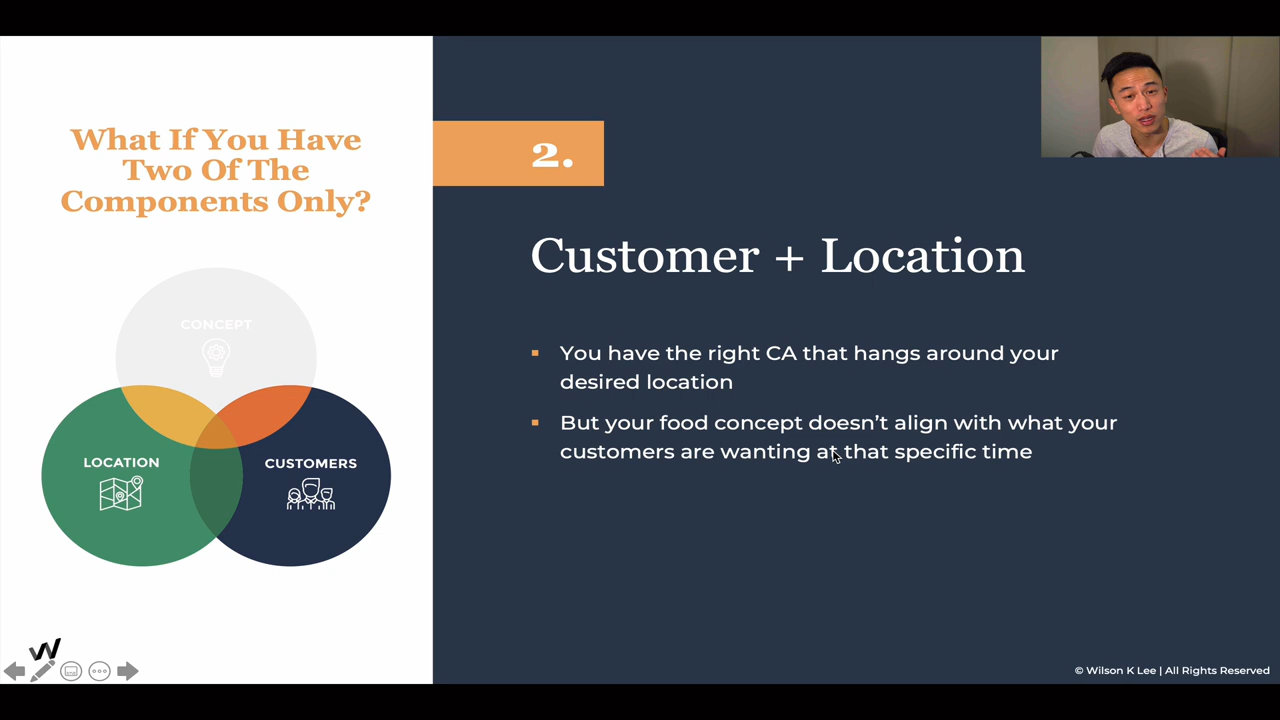 What If You Have
Two Of The
Components Only?
CONCEPT
LOCATION
CUSTOMERS
2.
Customer + Location
▪ You have the right CA that hangs around your
desired location
▪ But your food concept doesn’t align with what your
customers are wanting at that specific time
W
© Wilson K Lee | All Rights Reserved